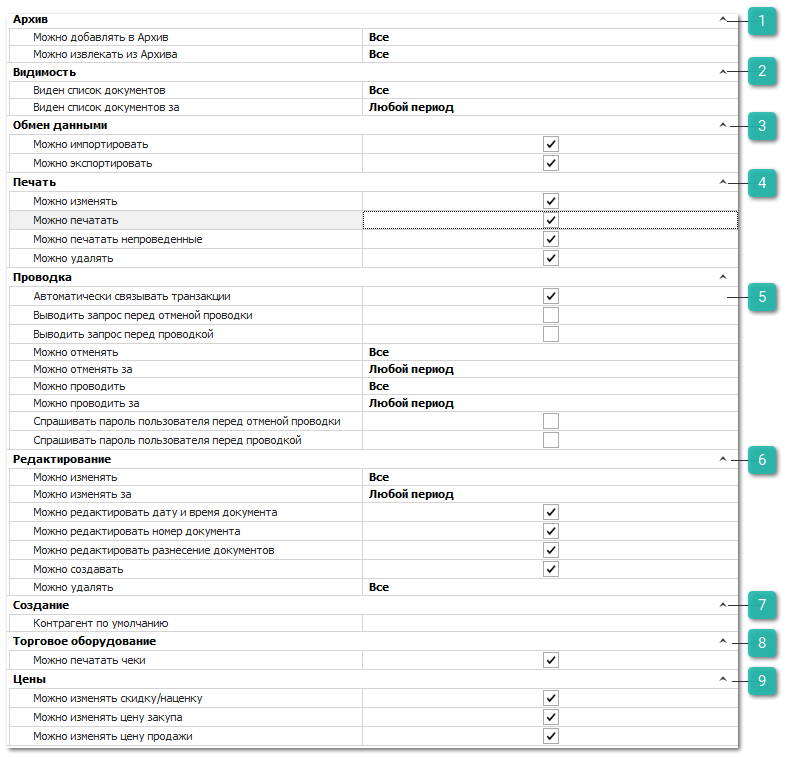 Архив 1
Можно добавлять в Архив Все
Можно извлекать из Архива Все
Видимость 2
Виден список документов Все
Виден список документов за Любой период
Обмен данными 3
Можно импортировать
Можно экспортировать
Печать 4
Можно изменять
Можно печатать
Можно печатать непроведенные
Можно удалять
Проводка
Автоматически связывать транзакции 5
Выводить запрос перед отменой проводки
Выводить запрос перед проводкой
Можно отменять Все
Можно отменять за Любой период
Можно проводить Все
Можно проводить за Любой период
Спрашивать пароль пользователя перед отменой проводки
Спрашивать пароль пользователя перед проводкой
Редактирование 6
Можно изменять Все
Можно изменять за Любой период
Можно редактировать дату и время документа
Можно редактировать номер документа
Можно редактировать разнесение документов
Можно создавать
Можно удалять Все
Создание 7
Контрагент по умолчанию
Торговое оборудование 8
Можно печатать чеки
Цены 9
Можно изменять скидку/наценку
Можно изменять цену закупа
Можно изменять цену продажи